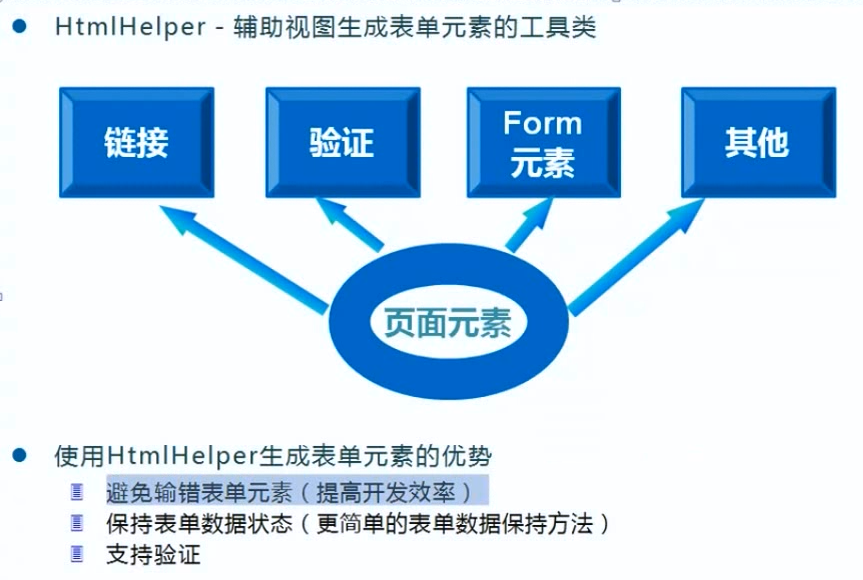 HtmlHelper - 辅助视图生成表单元素的工具类
链接
验证
Form
元素
其他
页面元素
使用HtmlHelper生成表单元素的优势
避免输错表单元素（提高开发效率）
保持表单数据状态（更简单的表单数据保持方法）
支持验证